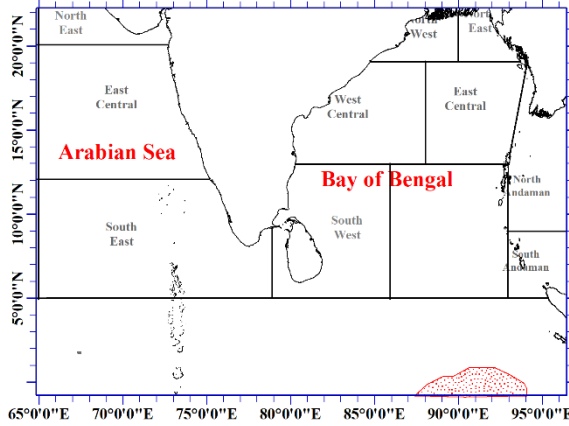 North
East
North
West
North
East
20°0'0"N
East
Central
West
Central
East
Central
15°0'0"N
Arabian Sea
Bay of Bengal
North
Andaman
10°0'0"N
South
East
South
West
South
Andaman
5°0'0"N
65°0'0"E
70°0'0"E
75°0'0"E
80°0'0"E
85°0'0"E
90°0'0"E
95°0'0"E